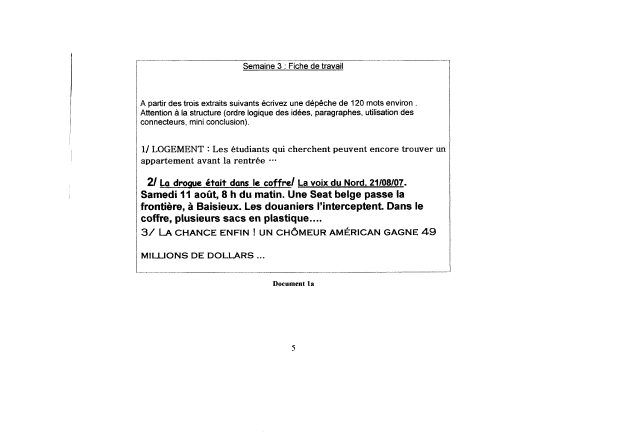 Semaine 3 : Fiche de travail
A partir des trois extraits suivants écrivez une dépêche de 120 mots environ .
Attention à la structure (ordre logique des idées, paragraphes, utilisation des
connecteurs, mini conclusion).
1/ LOGEMENT : Les étudiants qui cherchent peuvent encore trouver un
appartement avant la rentrée ···
2/ La drogue était dans le coffre/ La voix du Nord, 21/08/07.
Samedi 11 août, 8 h du matin. Une Seat belge passe la
frontière, à Baisieux. Les douaniers l'interceptent. Dans le
coffre, plusieurs sacs en plastique....
3/ LA CHANCE ENFIN ! UN CHÔMEUR AMÉRICAN GAGNE 49
MILLIONS DE DOLLARS ...
Document 1a
5